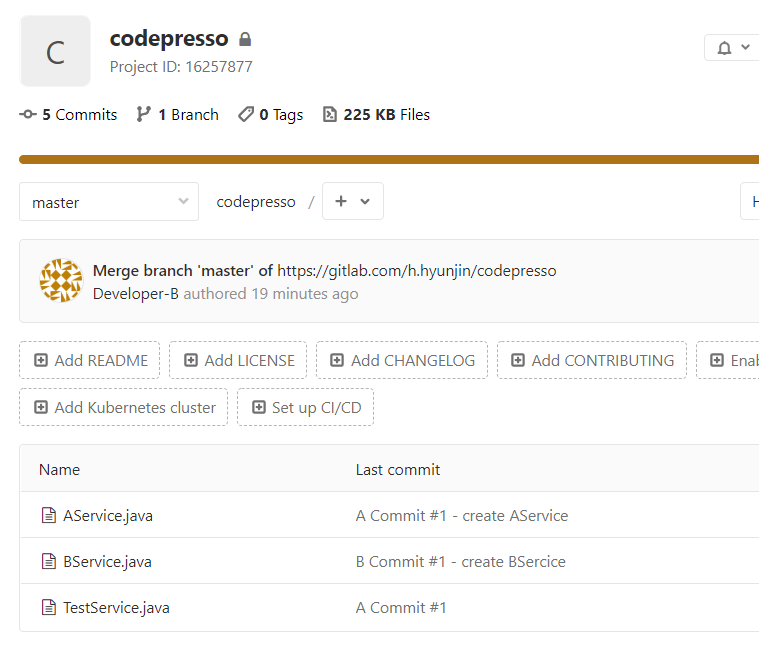 C
codepresso
Project ID: 16257877
5 Commits 1 Branch 0 Tags 225 KB Files
master codepresso / + H
Merge branch 'master' of https://gitlab.com/h.hyunjin/codepresso
Developer-B authored 19 minutes ago
Add README Add LICENSE Add CHANGELOG Add CONTRIBUTING
Add Kubernetes cluster Set up CI/CD
Name Last commit
AService.java A Commit #1 - create AService
BService.java B Commit #1 - create BSercice
TestService.java A Commit #1